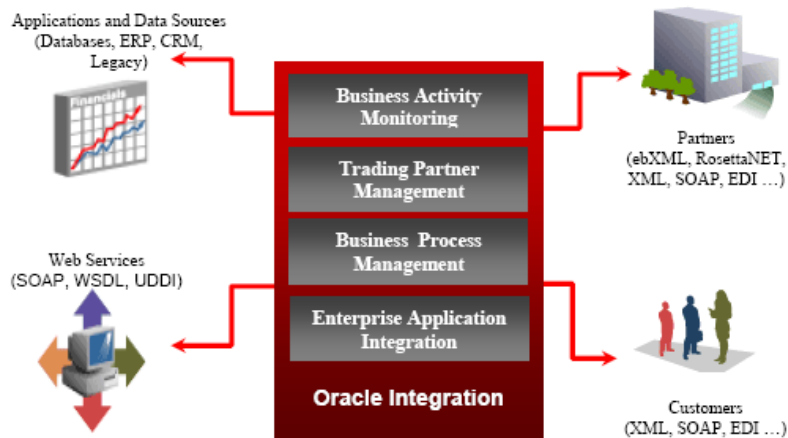 Applications and Data Sources
(Databases, ERP, CRM,
Legacy)
Financials
Web Services
(SOAP, WSDL, UDDI)
Business Activity
Monitoring
Trading Partner
Management
Business Process
Management
Enterprise Application
Integration
Oracle Integration
Partners
(ebXML, RosettaNET,
XML, SOAP, EDI ...)
Customers
(XML, SOAP, EDI ...)